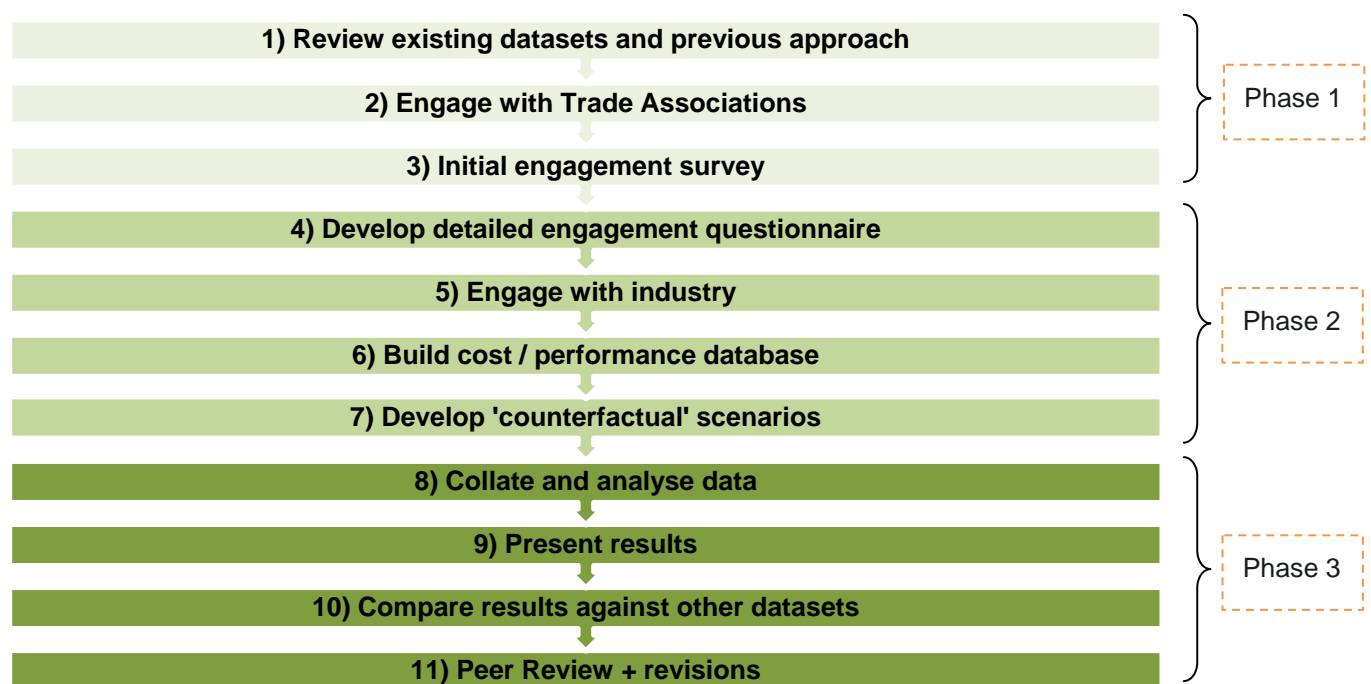 1) Review existing datasets and previous approach
2) Engage with Trade Associations
3) Initial engagement survey
Phase 1
4) Develop detailed engagement questionnaire
5) Engage with industry
6) Build cost / performance database
7) Develop 'counterfactual' scenarios
Phase 2
8) Collate and analyse data
9) Present results
10) Compare results against other datasets
11) Peer Review + revisions
Phase 3